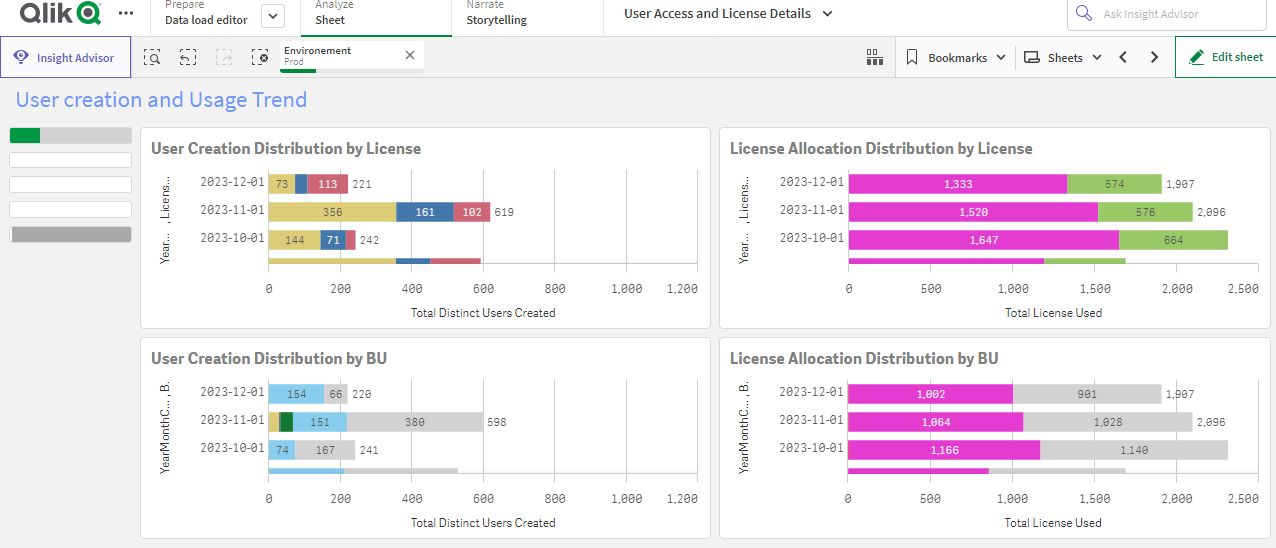 Qlik
Prepare
Data load editor
Analyze
Sheet
Narrate
Storytelling
User Access and License Details
Ask Insight Advisor
Insight Advisor
Environement
Prod
Bookmarks
Sheets
Edit sheet
User creation and Usage Trend
User Creation Distribution by License
Year... , Licens...
2023-12-01 73 113 221
2023-11-01 356 161 102 619
2023-10-01 144 71 242
0 200 400 600 800 1,000 1,200
Total Distinct Users Created
License Allocation Distribution by License
Year... , Licens...
2023-12-01 1,333 574 1,907
2023-11-01 1,520 576 2,096
2023-10-01 1,647 664
0 500 1,000 1,500 2,000 2,500
Total License Used
User Creation Distribution by BU
YearMonthC... , B.
2023-12-01 154 66 220
2023-11-01 151 380 598
2023-10-01 74 167 241
0 200 400 600 800 1,000 1,200
Total Distinct Users Created
License Allocation Distribution by BU
YearMonthC... , B.
2023-12-01 1,002 901 1,907
2023-11-01 1,064 1,028 2,096
2023-10-01 1,166 1,140
0 500 1,000 1,500 2,000 2,500
Total License Used